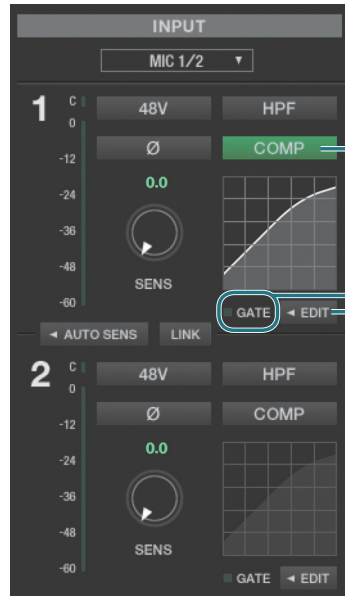 INPUT
MIC 1/2 ▼
1
C
0
-12
-24
-36
-48
-60
48V
HPF
Ø
COMP
0.0
SENS
GATE
◄ EDIT
◄ AUTO SENS
LINK
2
C
0
-12
-24
-36
-48
-60
48V
HPF
Ø
COMP
0.0
SENS
GATE
◄ EDIT